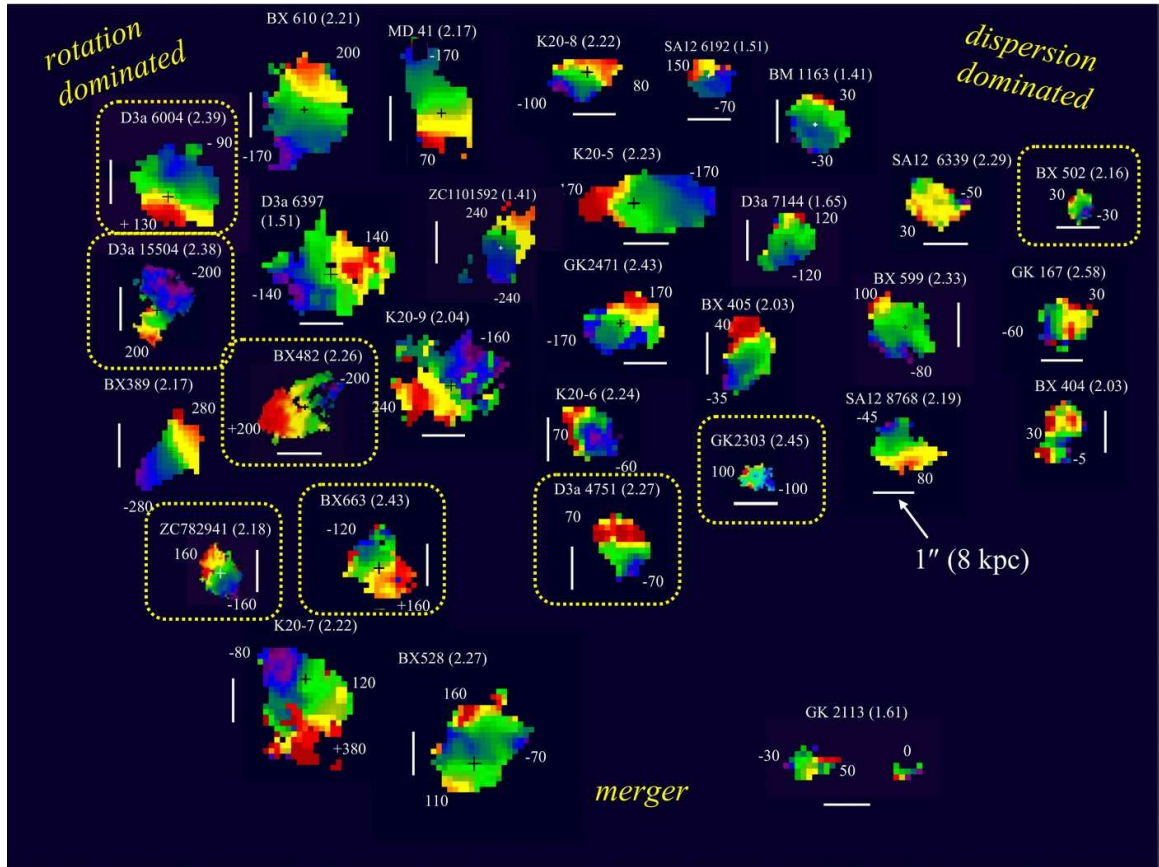 rotation
dominated
dispersion
dominated
BX 610 (2.21)
200
-170
MD 41 (2.17)
-170
70
K20-8 (2.22)
-100
80
SA12 6192 (1.51)
150
-70
BM 1163 (1.41)
30
-30
D3a 6004 (2.39)
- 90
+ 130
D3a 6397
(1.51)
140
-140
ZC1101592 (1.41)
240
-240
K20-5 (2.23)
170
-170
D3a 7144 (1.65)
120
-120
SA12 6339 (2.29)
-50
30
BX 502 (2.16)
30
-30
D3a 15504 (2.38)
-200
200
GK2471 (2.43)
170
-170
BX 405 (2.03)
40
-35
BX 599 (2.33)
100
-80
GK 167 (2.58)
30
-60
BX389 (2.17)
280
-280
BX482 (2.26)
-200
+200
K20-9 (2.04)
-160
240
K20-6 (2.24)
70
-60
GK2303 (2.45)
100
-100
SA12 8768 (2.19)
-45
80
BX 404 (2.03)
30
-5
ZC782941 (2.18)
160
-160
BX663 (2.43)
-120
+160
D3a 4751 (2.27)
70
-70
1″ (8 kpc)
K20-7 (2.22)
-80
120
+380
BX528 (2.27)
160
-70
110
merger
GK 2113 (1.61)
-30
50
0